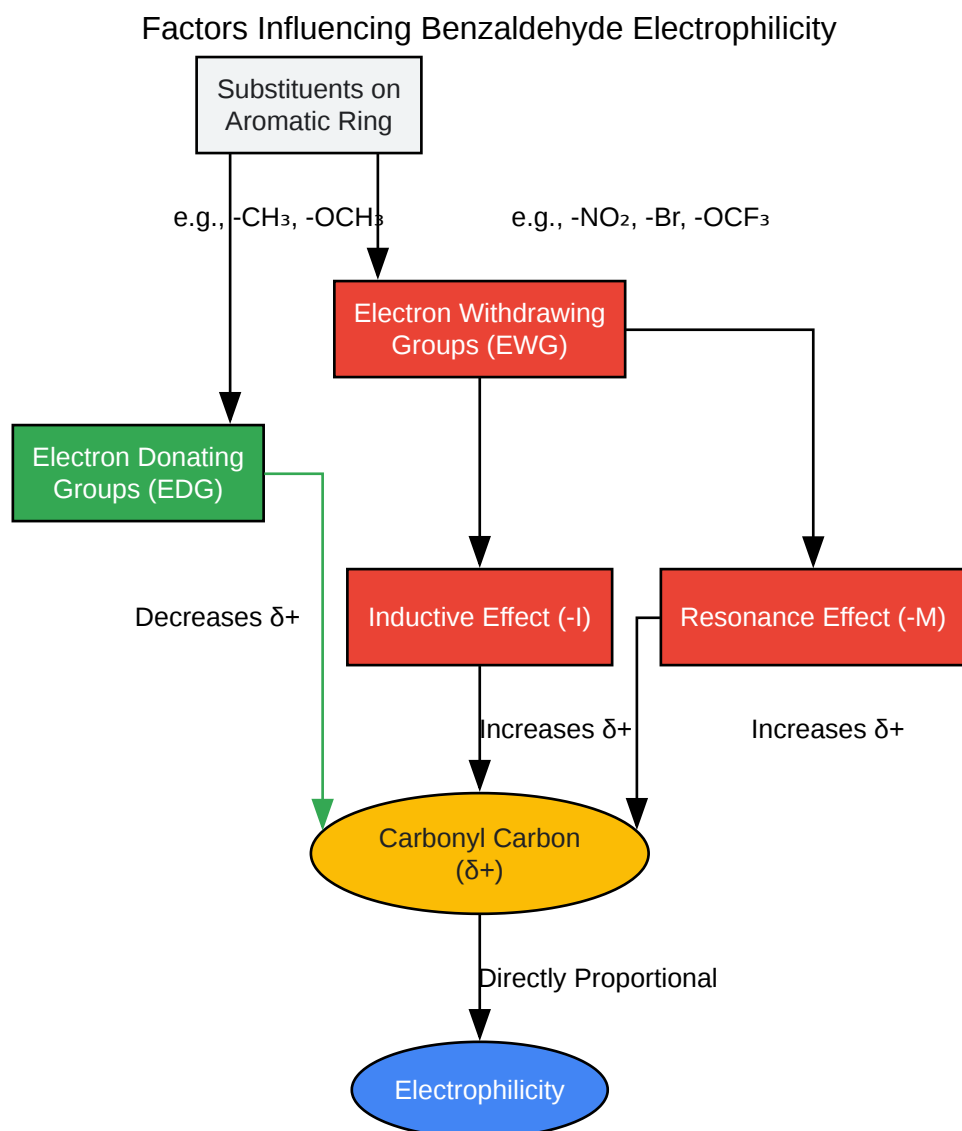 Factors Influencing Benzaldehyde Electrophilicity
Substituents on
Aromatic Ring
e.g., -CH₃, -OCH₃
e.g., -NO₂, -Br, -OCF₃
Electron Withdrawing
Groups (EWG)
Electron Donating
Groups (EDG)
Decreases δ+
Inductive Effect (-I)
Resonance Effect (-M)
Increases δ+
Increases δ+
Carbonyl Carbon
(δ+)
Directly Proportional
Electrophilicity